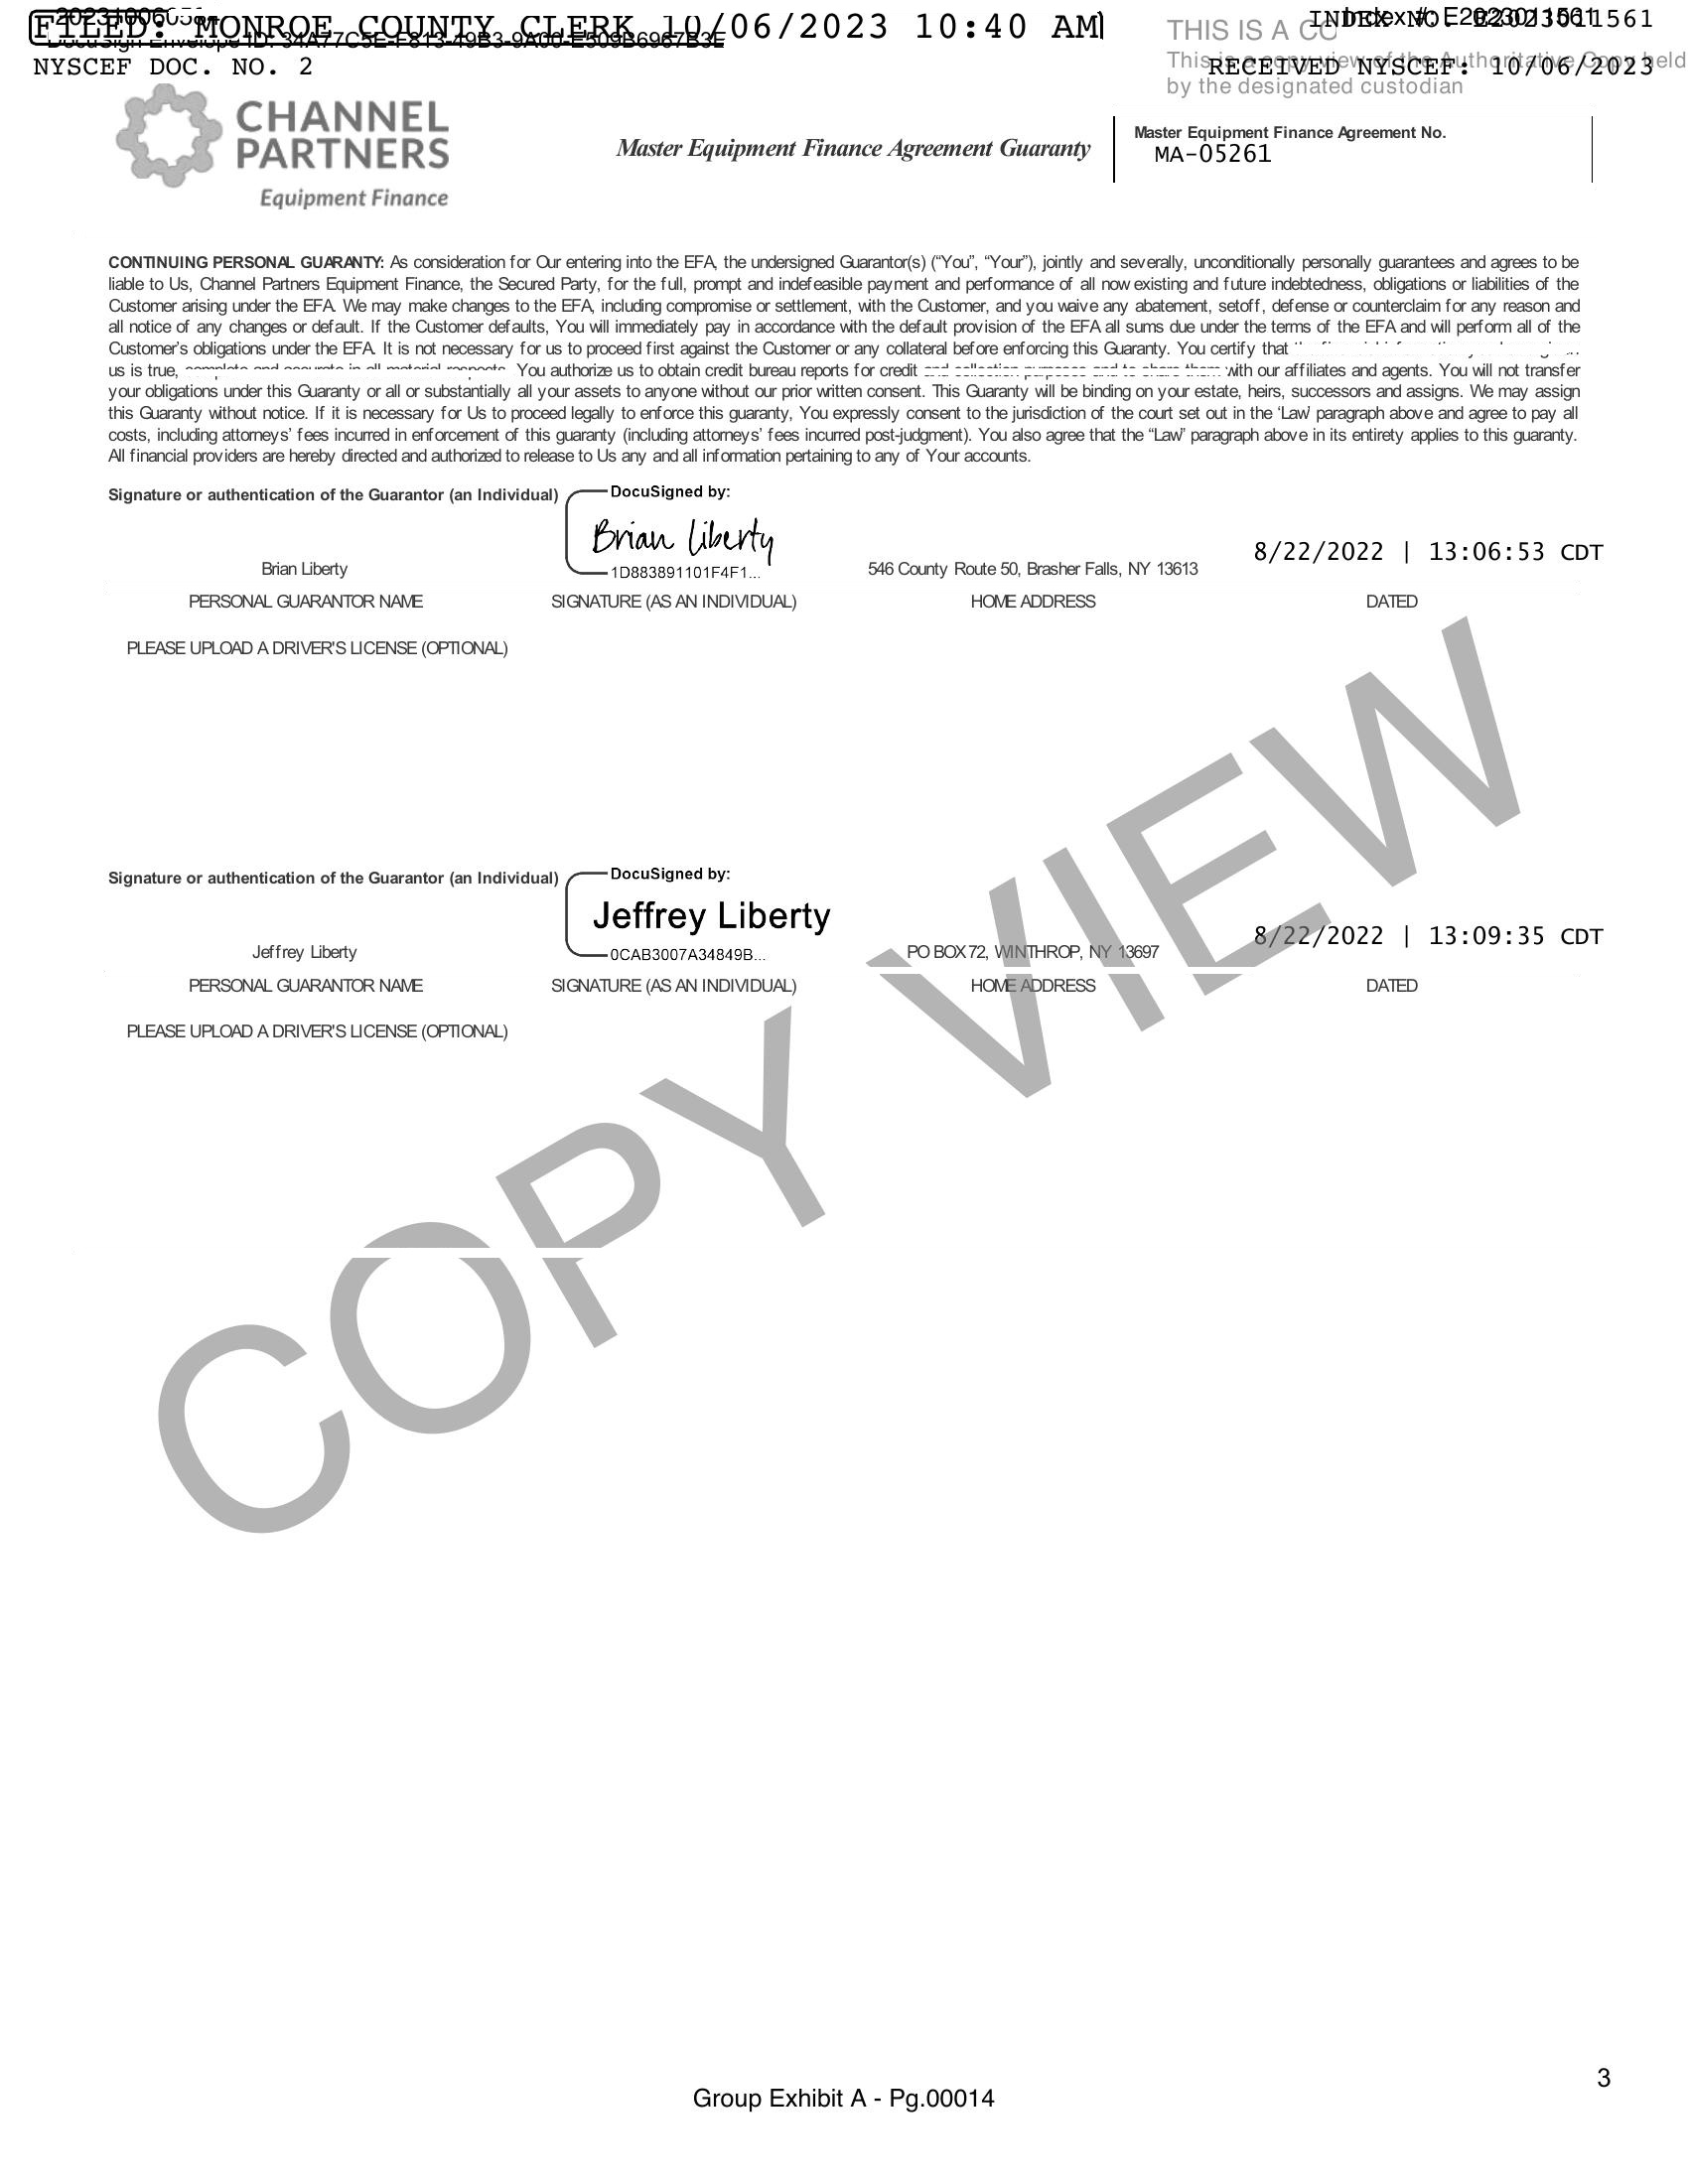 FILED: MONROE COUNTY CLERK 10/06/2023 10:40 AM
INDEX NO. E2023011561
NYSCEF DOC. NO. 2
RECEIVED NYSCEF: 10/06/2023
THIS IS A
by the designated custodian
CHANNEL
PARTNERS
Equipment Finance
Master Equipment Finance Agreement Guaranty
Master Equipment Finance Agreement No.
MA-05261
CONTINUING PERSONAL GUARANTY: As consideration for Our entering into the EFA, the undersigned Guarantor(s) (“You”, “Your”), jointly and severally, unconditionally personally guarantees and agrees to be
liable to Us, Channel Partners Equipment Finance, the Secured Party, for the full, prompt and indefeasible payment and performance of all now existing and future indebtedness, obligations or liabilities of the
Customer arising under the EFA. We may make changes to the EFA, including compromise or settlement, with the Customer, and you waive any abatement, setoff, defense or counterclaim for any reason and
all notice of any changes or default. If the Customer defaults, You will immediately pay in accordance with the default provision of the EFA all sums due under the terms of the EFA and will perform all of the
Customer’s obligations under the EFA. It is not necessary for us to proceed first against the Customer or any collateral before enforcing this Guaranty. You certify that
us is true, complete and accurate in all material respects. You authorize us to obtain credit bureau reports for credit and collection purposes and to share them with our affiliates and agents. You will not transfer
your obligations under this Guaranty or all or substantially all your assets to anyone without our prior written consent. This Guaranty will be binding on your estate, heirs, successors and assigns. We may assign
this Guaranty without notice. If it is necessary for Us to proceed legally to enforce this guaranty, You expressly consent to the jurisdiction of the court set out in the ‘Law’ paragraph above and agree to pay all
costs, including attorneys’ fees incurred in enforcement of this guaranty (including attorneys’ fees incurred post-judgment). You also agree that the “Law” paragraph above in its entirety applies to this guaranty.
All financial providers are hereby directed and authorized to release to Us any and all information pertaining to any of Your accounts.
Signature or authentication of the Guarantor (an Individual)
DocuSigned by:
Brian Liberty
1D883891101F4F1...
Brian Liberty
546 County Route 50, Brasher Falls, NY 13613
8/22/2022 | 13:06:53 CDT
PERSONAL GUARANTOR NAME
SIGNATURE (AS AN INDIVIDUAL)
HOME ADDRESS
DATED
PLEASE UPLOAD A DRIVER'S LICENSE (OPTIONAL)
Signature or authentication of the Guarantor (an Individual)
DocuSigned by:
Jeffrey Liberty
0CAB3007A34849B...
Jeffrey Liberty
PO BOX 72, WINTHROP, NY 13697
8/22/2022 | 13:09:35 CDT
PERSONAL GUARANTOR NAME
SIGNATURE (AS AN INDIVIDUAL)
HOME ADDRESS
DATED
PLEASE UPLOAD A DRIVER'S LICENSE (OPTIONAL)
COPY VIEW
3
Group Exhibit A - Pg.00014